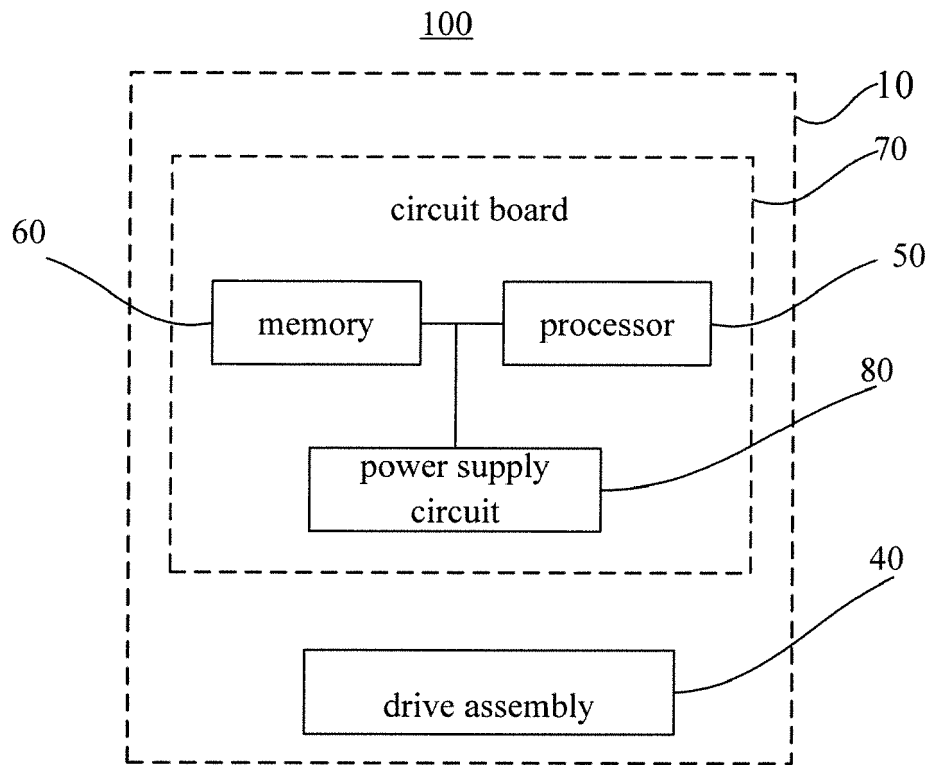 100
10
70
circuit board
60
50
memory
processor
80
power supply
circuit
40
drive assembly